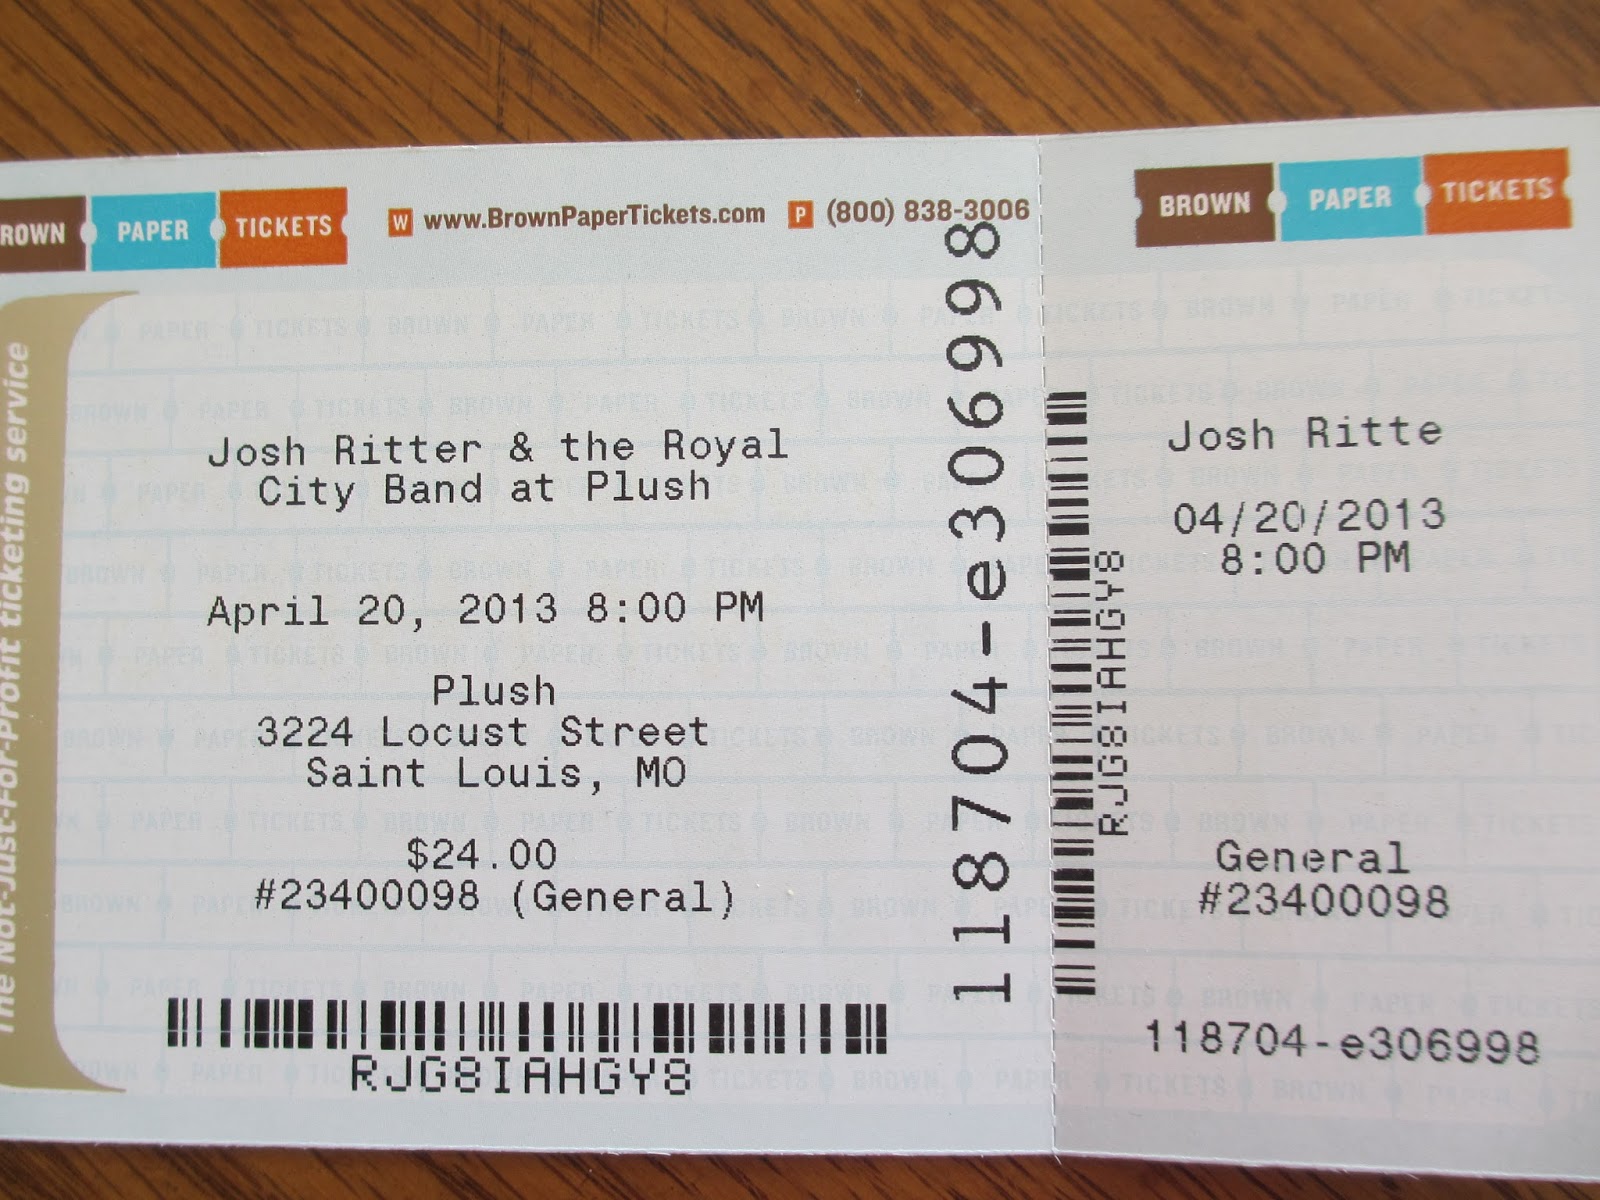 ROWN PAPER TICKETS
W www.BrownPaperTickets.com P (800) 838-3006
The Not-Just-For-Profit ticketing service
Josh Ritter & the Royal
City Band at Plush
April 20, 2013 8:00 PM
Plush
3224 Locust Street
Saint Louis, MO
$24.00
#23400098 (General)
RJG8IAHGY8
118704-e306998
RJG8IAHGY8
BROWN PAPER TICKETS
Josh Ritte
04/20/2013
8:00 PM
General
#23400098
118704-e306998